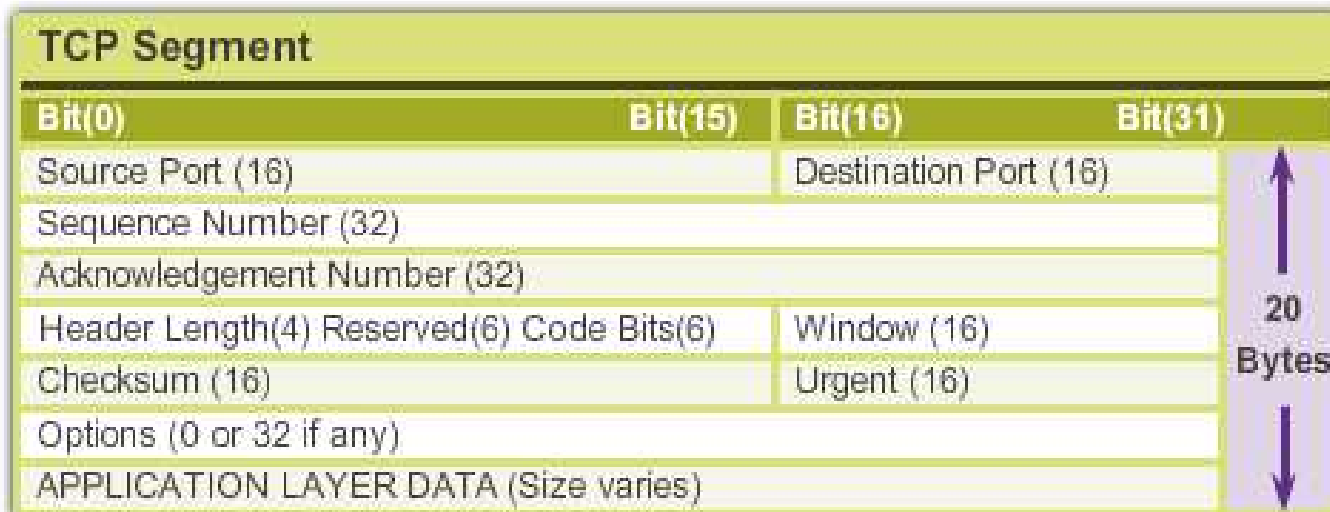 TCP Segment
Bit(0) Bit(15) Bit(16) Bit(31)
Source Port (16) Destination Port (16)
Sequence Number (32)
Acknowledgement Number (32)
Header Length(4) Reserved(6) Code Bits(6) Window (16)
Checksum (16) Urgent (16)
Options (0 or 32 if any)
APPLICATION LAYER DATA (Size varies)
20
Bytes